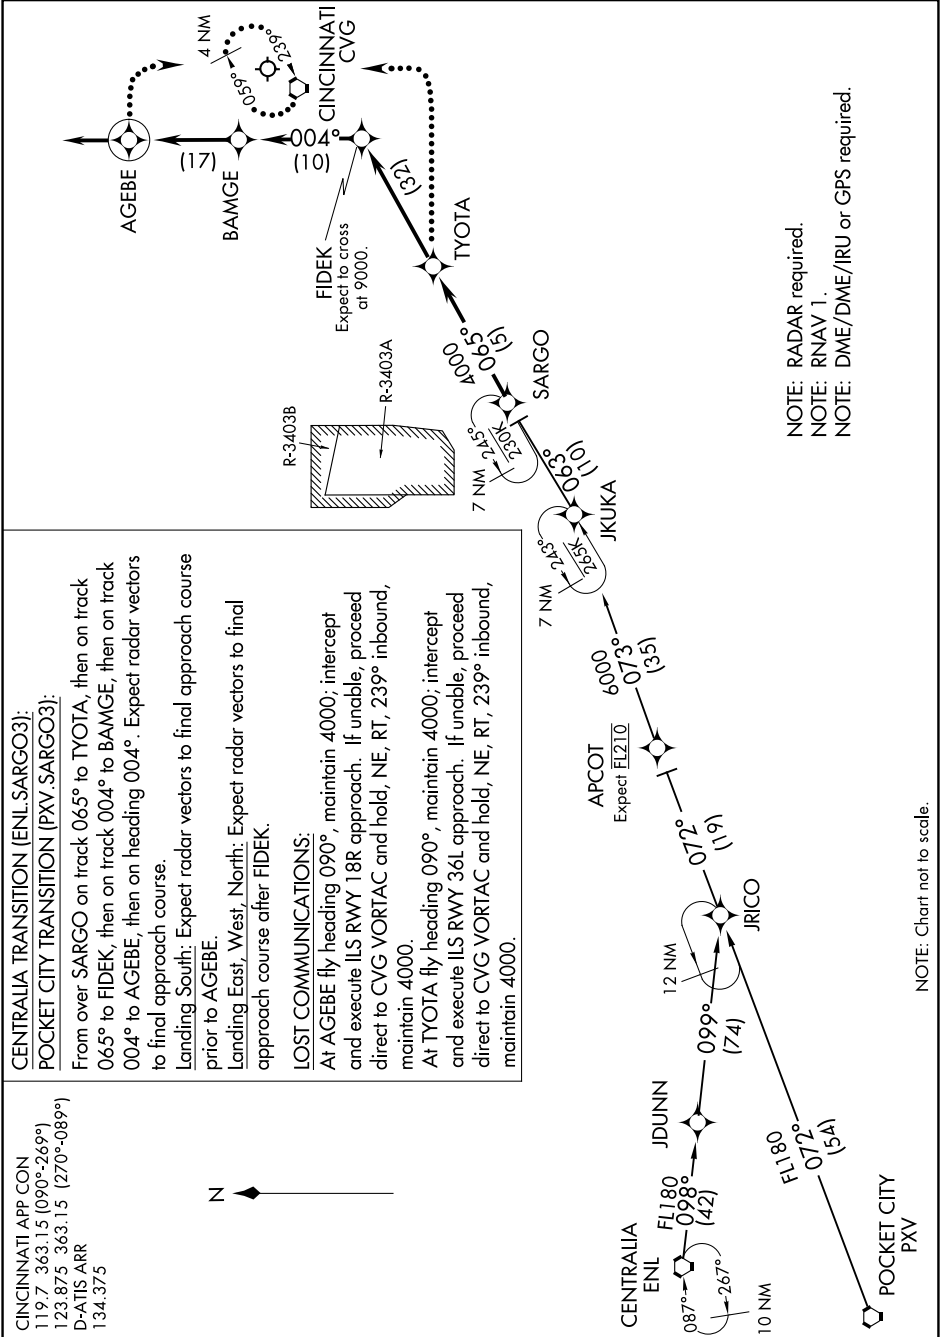 CINCINNATI APP CON
119.7 363.15 (090°-269°)
123.875 363.15 (270°-089°)
D-ATIS ARR
134.375
CENTRALIA TRANSITION (ENL.SARGO3):
POCKET CITY TRANSITION (PXV.SARGO3):
From over SARGO on track 065° to TYOTA, then on track
065° to FIDEK, then on track 004° to BAMGE, then on track
004° to AGEBE, then on heading 004°. Expect radar vectors
to final approach course.
Landing South: Expect radar vectors to final approach course
prior to AGEBE.
Landing East, West, North: Expect radar vectors to final
approach course after FIDEK.
LOST COMMUNICATIONS:
At AGEBE fly heading 090°, maintain 4000; intercept
and execute ILS RWY 18R approach. If unable, proceed
direct to CVG VORTAC and hold, NE, RT, 239° inbound,
maintain 4000.
At TYOTA fly heading 090°, maintain 4000; intercept
and execute ILS RWY 36L approach. If unable, proceed
direct to CVG VORTAC and hold, NE, RT, 239° inbound,
maintain 4000.
N
AGEBE
(17)
BAMGE
004°
(10)
4 NM
059°
239°
CINCINNATI
CVG
FIDEK
Expect to cross
at 9000.
(32)
TYOTA
R-3403B
R-3403A
4000
065°
(5)
SARGO
7 NM
245°
230K
063°
(10)
JKUKA
7 NM
243°
265K
6000
073°
(35)
APCOT
Expect FL210
072°
(19)
JRICO
12 NM
099°
(74)
JDUNN
FL180
098°
(42)
CENTRALIA
ENL
087°
267°
10 NM
FL180
072°
(54)
POCKET CITY
PXV
NOTE: RADAR required.
NOTE: RNAV 1.
NOTE: DME/DME/IRU or GPS required.
NOTE: Chart not to scale.